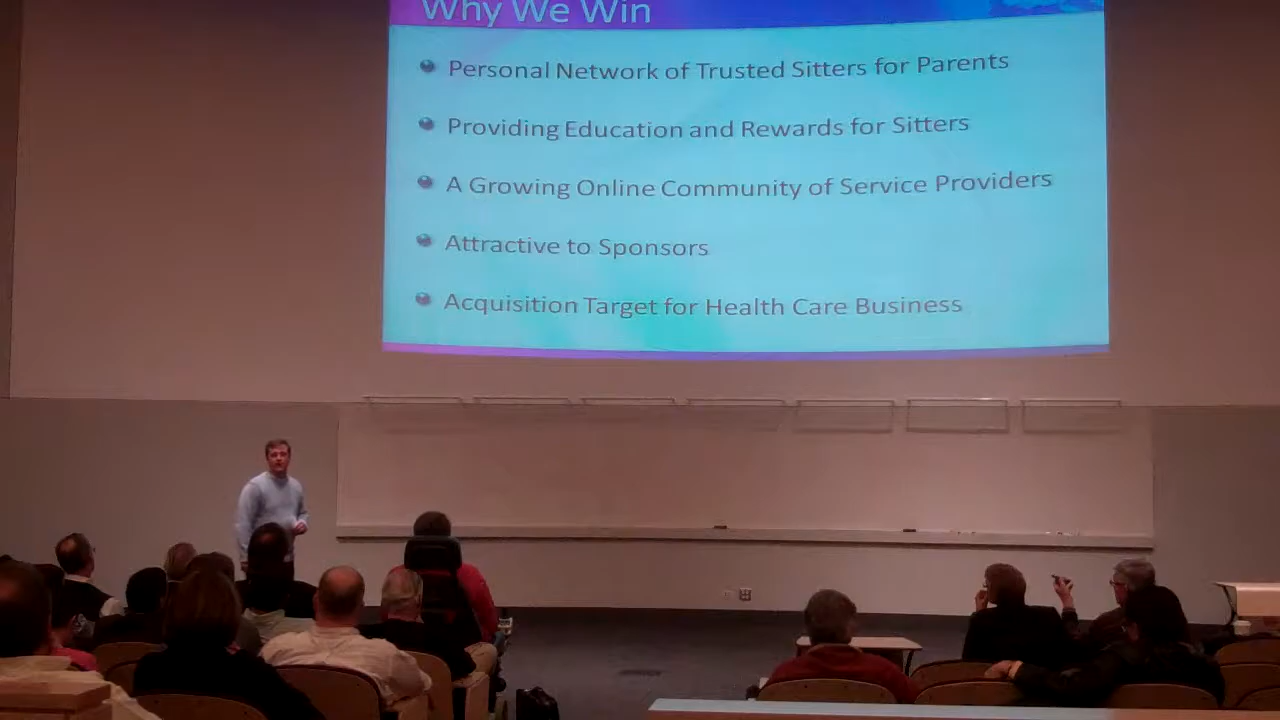 Why We Win
Personal Network of Trusted Sitters for Parents
Providing Education and Rewards for Sitters
A Growing Online Community of Service Providers
Attractive to Sponsors
Acquisition Target for Health Care Business